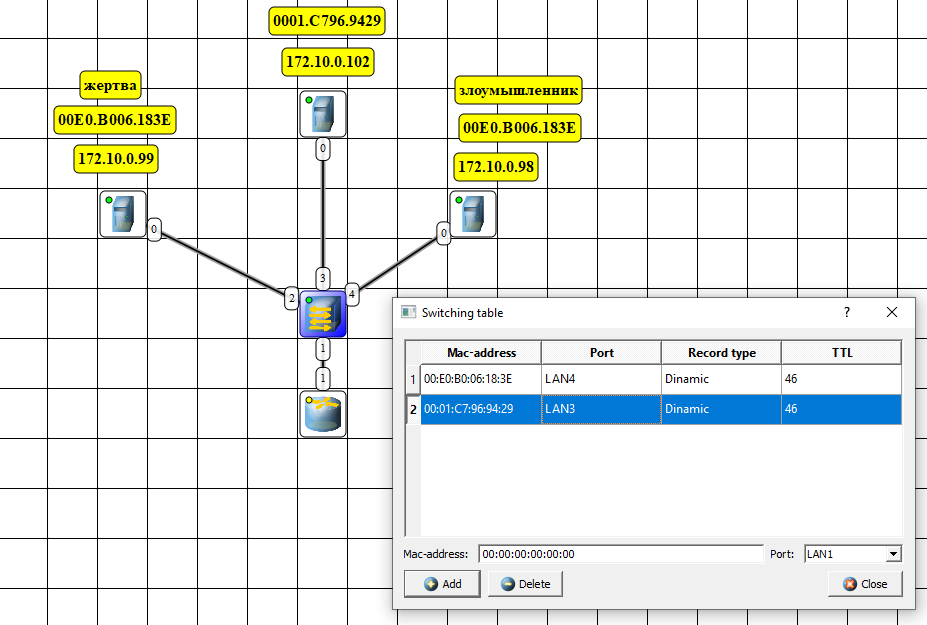 0001.C796.9429
172.10.0.102
жертва
00E0.B006.183E
172.10.0.99
злоумышленник
00E0.B006.183E
172.10.0.98
0
0
0
3
2
4
1
1
Switching table
?
Mac-address Port Record type TTL
1 00:E0:B0:06:18:3E LAN4 Dinamic 46
2 00:01:C7:96:94:29 LAN3 Dinamic 46
Mac-address: 00:00:00:00:00:00 Port: LAN1
Add Delete Close